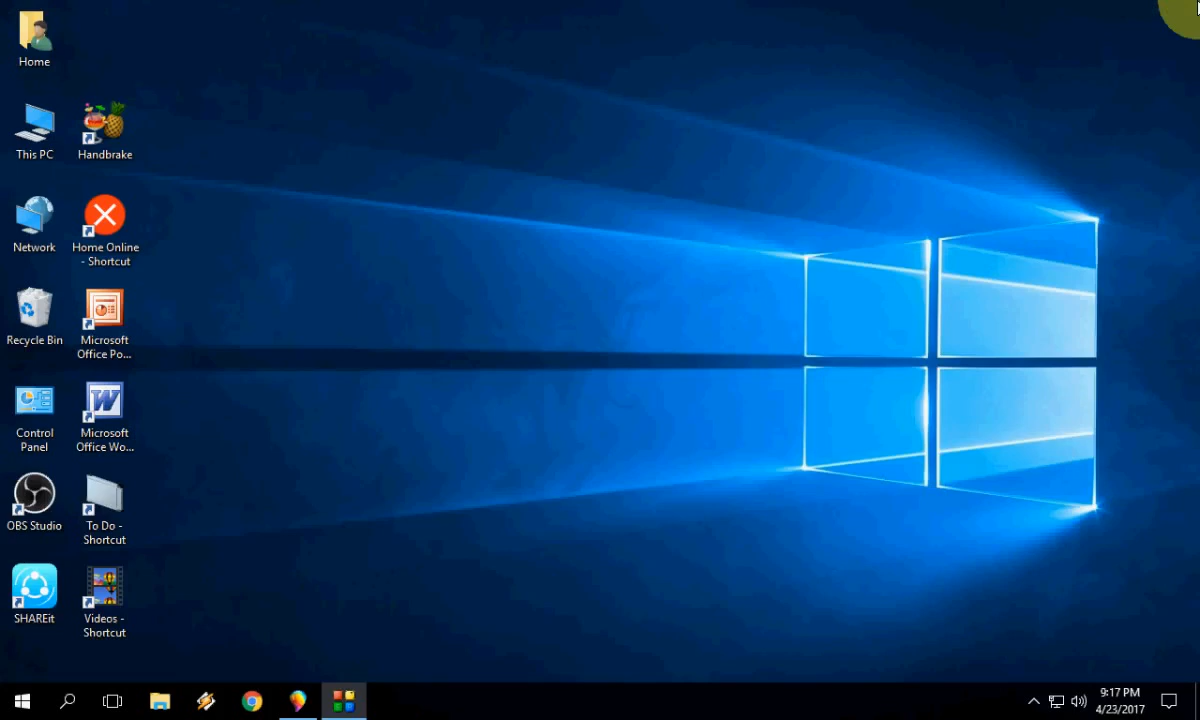 Home
This PC
Handbrake
Network
Home Online
- Shortcut
Recycle Bin
Microsoft
Office Po...
Control
Panel
Microsoft
Office Wo...
OBS Studio
To Do -
Shortcut
SHAREit
Videos -
Shortcut
9:17 PM
4/23/2017